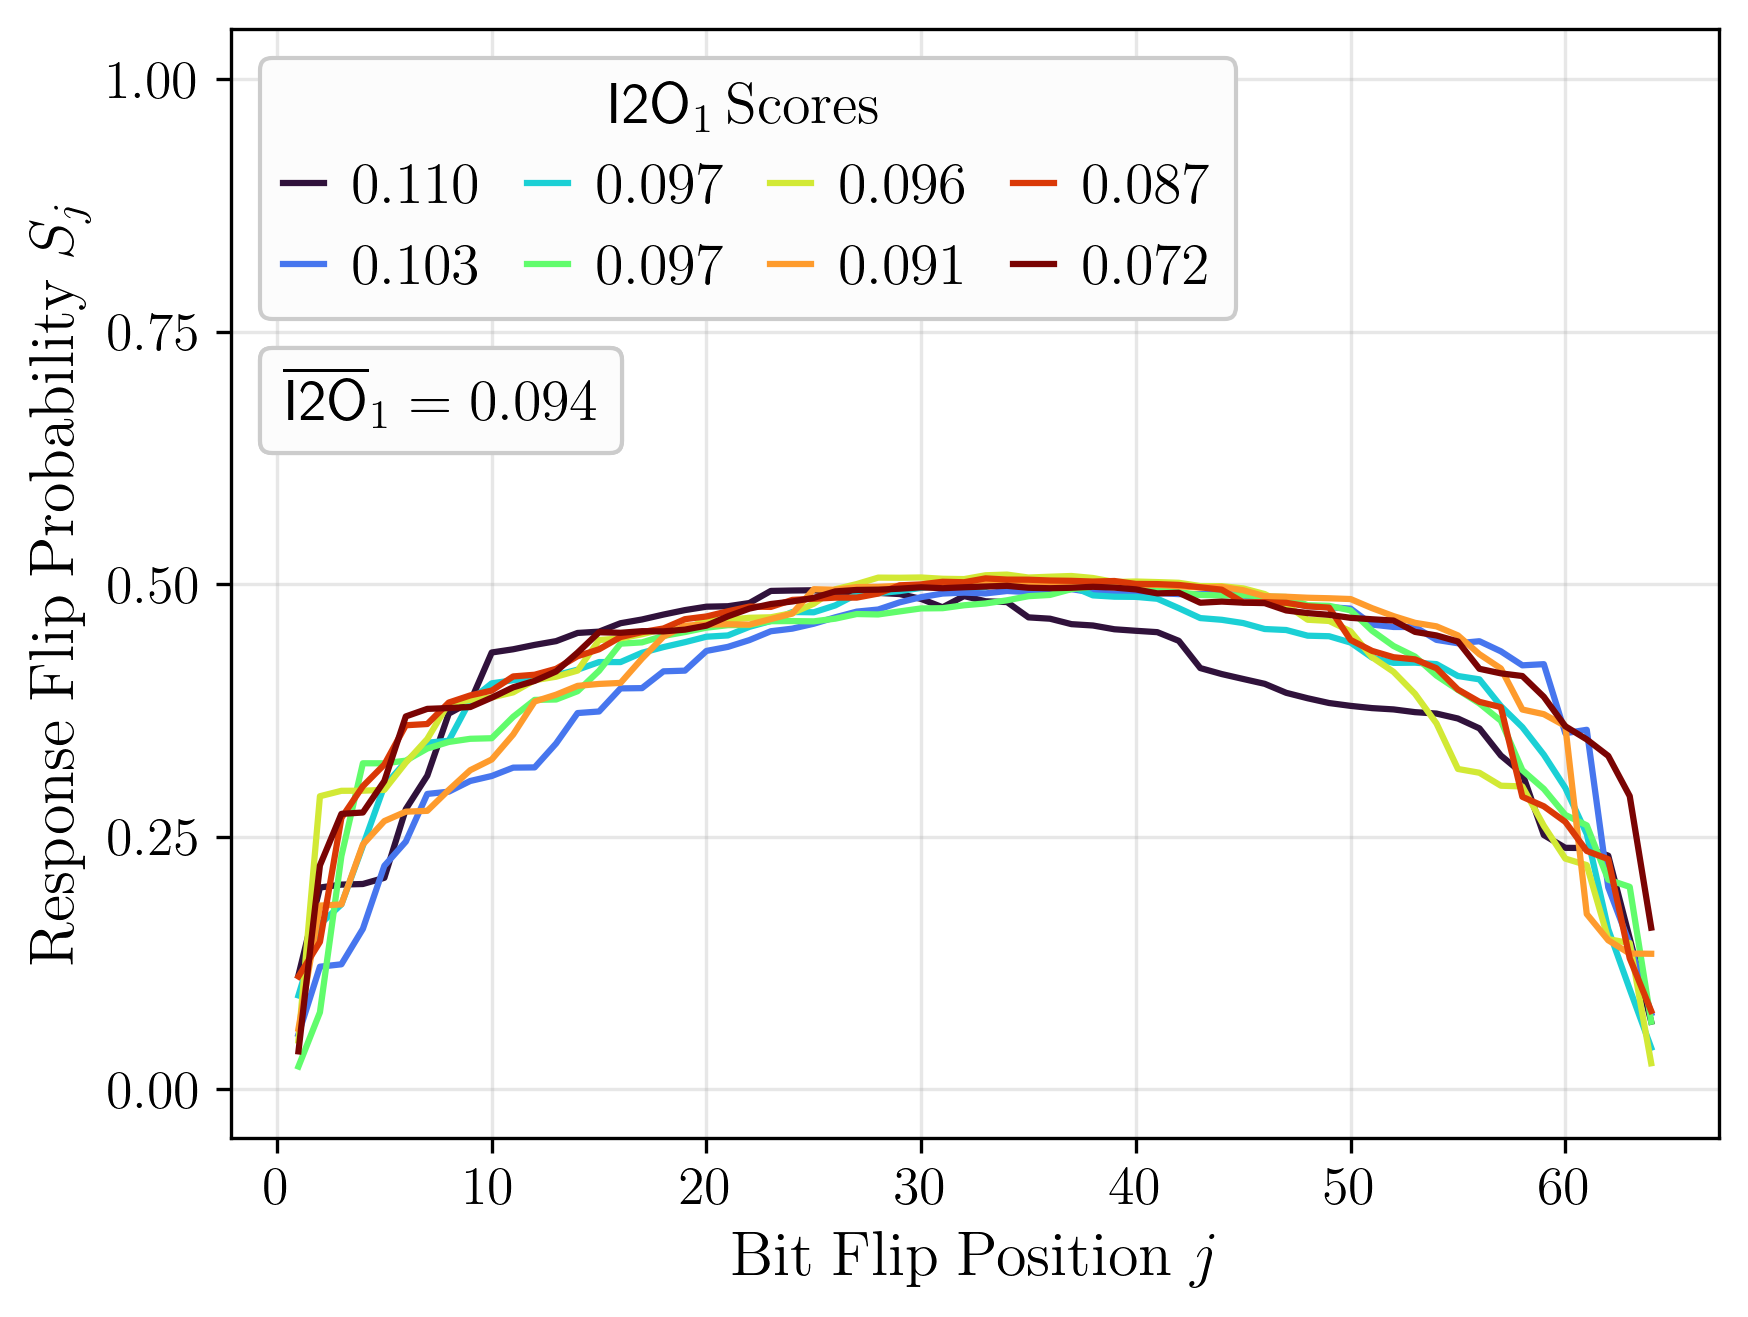 I2O₁ Scores
0.110 0.097 0.096 0.087
0.103 0.097 0.091 0.072
I2O₁ = 0.094
Response Flip Probability Sⱼ
1.00
0.75
0.50
0.25
0.00
0 10 20 30 40 50 60
Bit Flip Position j